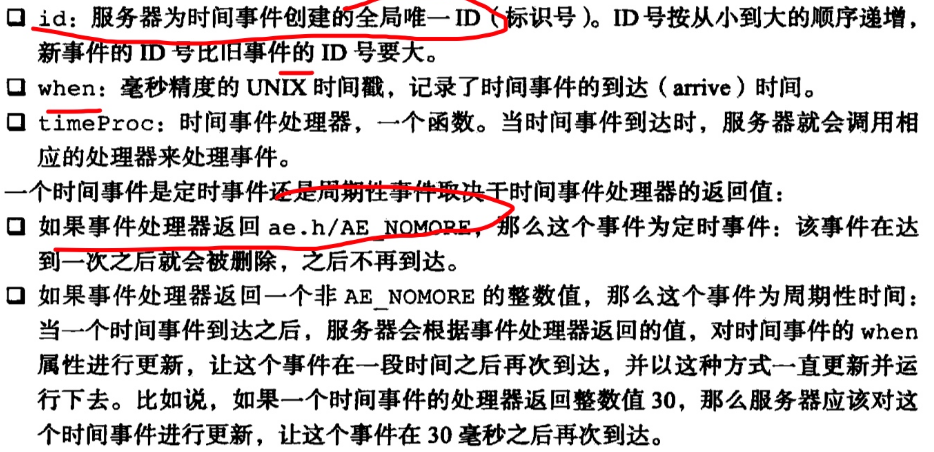 ❑ id：服务器为时间事件创建的全局唯一ID（标识号）。ID号按从小到大的顺序递增，
新事件的ID号比旧事件的ID号要大。
❑ when：毫秒精度的UNIX时间戳，记录了时间事件的到达（arrive）时间。
❑ timeProc：时间事件处理器，一个函数。当时间事件到达时，服务器就会调用相
应的处理器来处理事件。
一个时间事件是定时事件还是周期性事件取决于时间事件处理器的返回值：
❑ 如果事件处理器返回 ae.h/AE_NOMORE，那么这个事件为定时事件：该事件在达
到一次之后就会被删除，之后不再到达。
❑ 如果事件处理器返回一个非 AE_NOMORE 的整数值，那么这个事件为周期性时间：
当一个时间事件到达之后，服务器会根据事件处理器返回的值，对时间事件的 when
属性进行更新，让这个事件在一段时间之后再次到达，并以这种方式一直更新并运
行下去。比如说，如果一个时间事件的处理器返回整数值30，那么服务器应该对这
个时间事件进行更新，让这个事件在30毫秒之后再次到达。